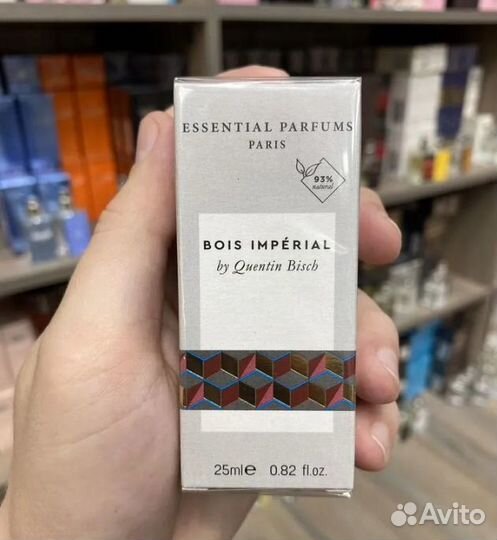 ESSENTIAL PARFUMS
PARIS
93%
natural
BOIS IMPÉRIAL
by Quentin Bisch
25ml℮ 0.82 fl.oz.
Avito